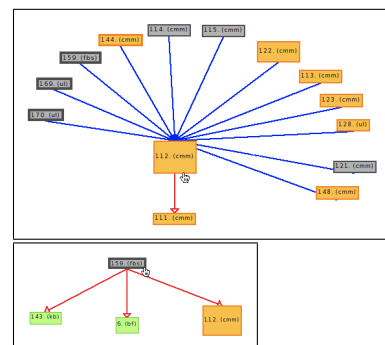 114. (cmm)
115. (cmm)
144. (cmm)
122. (cmm)
159. (fbs)
113. (cmm)
169. (ul)
123. (cmm)
170. (ul)
128. (ul)
112. (cmm)
121. (cmm)
148. (cmm)
111. (cmm)
159. (fbs)
143. (kb)
6. (bf)
112. (cmm)